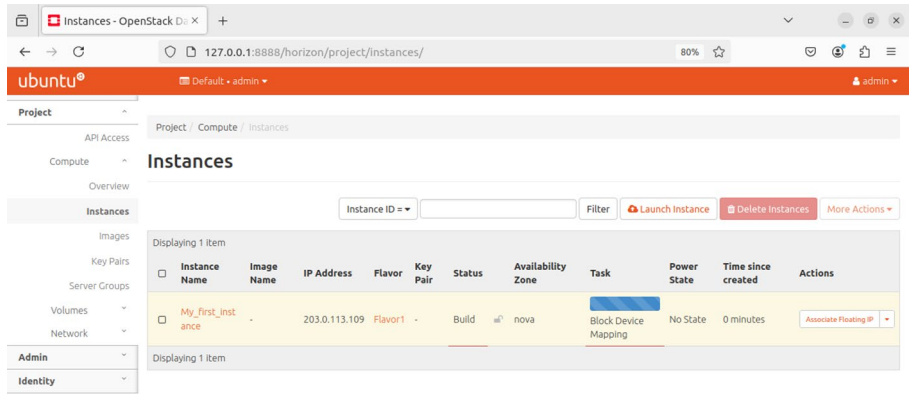 Instances - OpenStack Da
127.0.0.1:8888/horizon/project/instances/
80%
ubuntu®
Default • admin
admin
Project
API Access
Compute
Overview
Instances
Images
Key Pairs
Server Groups
Volumes
Network
Admin
Identity
Project / Compute / Instances
Instances
Instance ID =
Filter
Launch Instance
Delete Instances
More Actions
Displaying 1 item
Instance Name
Image Name
IP Address
Flavor
Key Pair
Status
Availability Zone
Task
Power State
Time since created
Actions
My_first_inst
ance
-
203.0.113.109
Flavor1
-
Build
nova
Block Device
Mapping
No State
0 minutes
Associate Floating IP
Displaying 1 item